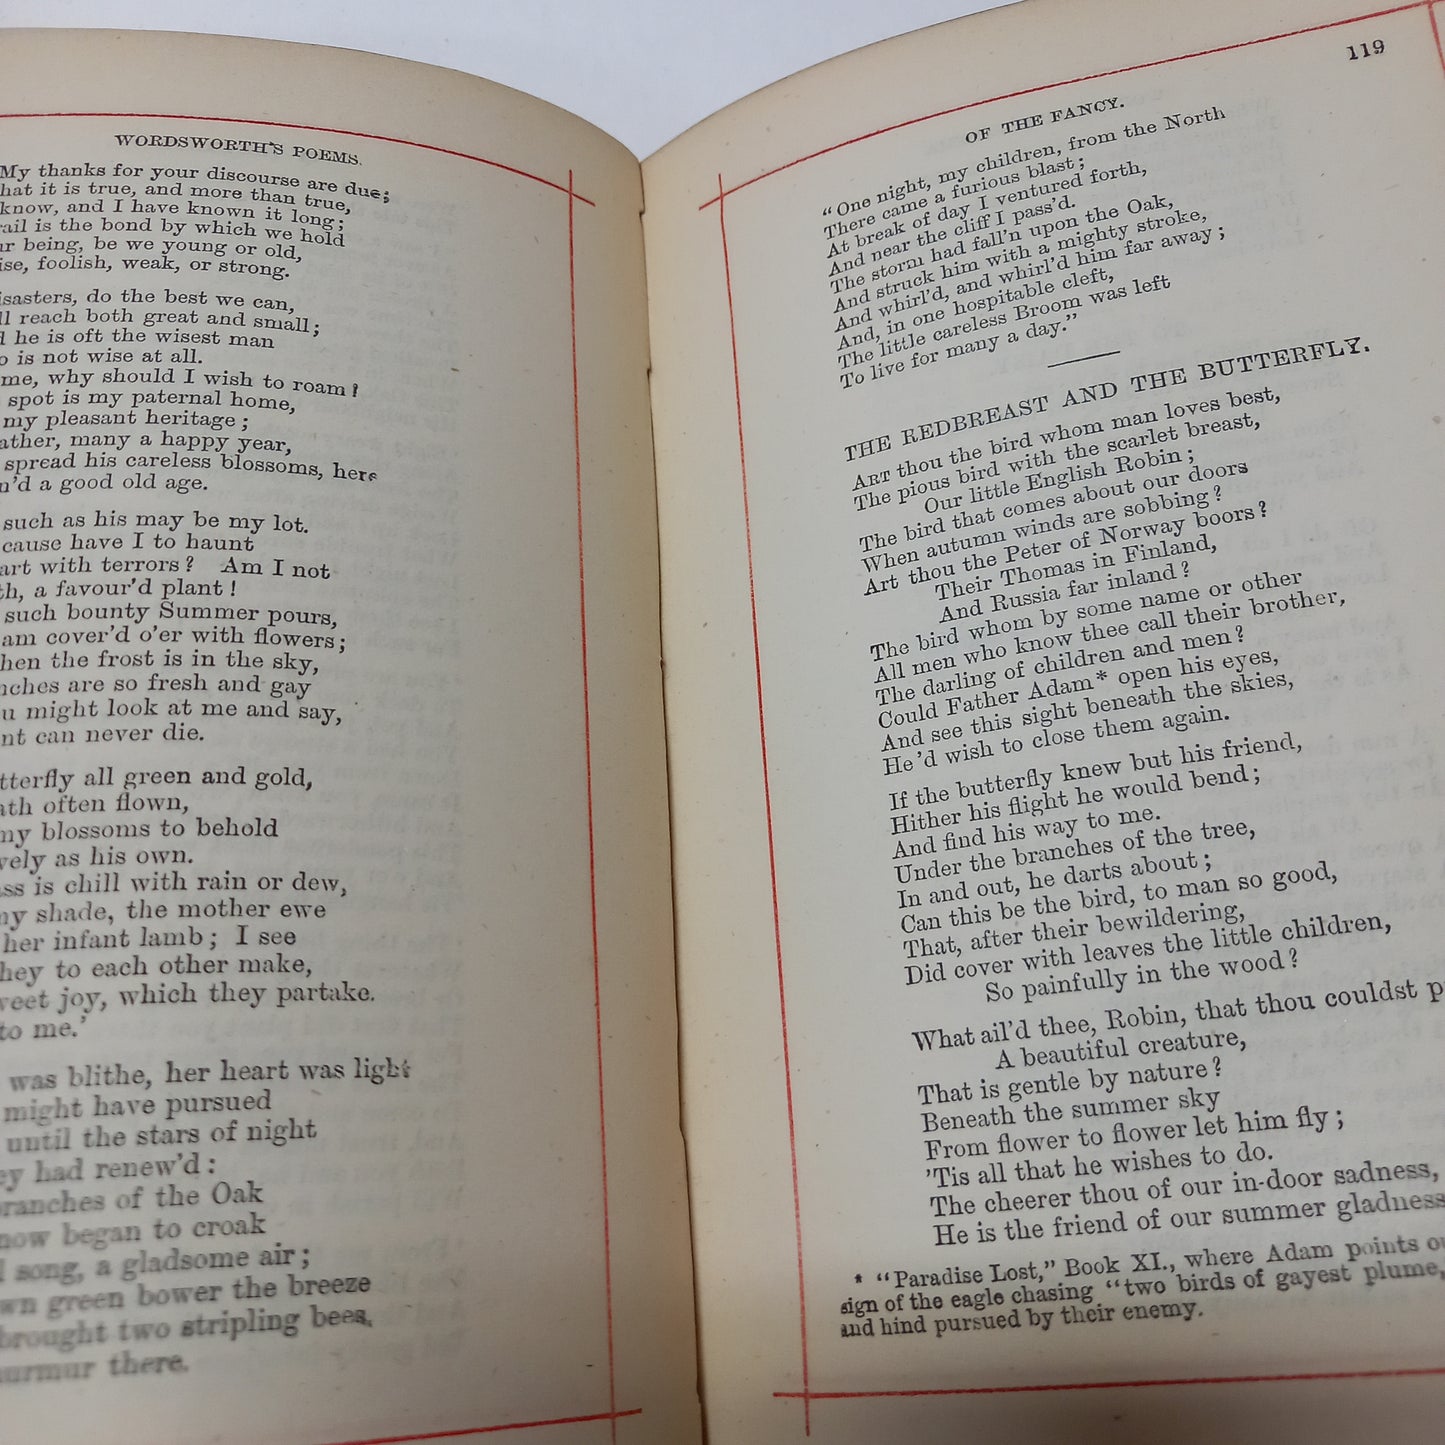 WORDSWORTH'S POEMS.
My thanks for your discourse are due;
hat it is true, and more than true,
know, and I have known it long;
rail is the bond by which we hold
ur being, be we young or old,
ise, foolish, weak, or strong.
isasters, do the best we can,
ll reach both great and small;
d he is oft the wisest man
o is not wise at all.
me, why should I wish to roam!
spot is my paternal home,
my pleasant heritage;
ather, many a happy year,
spread his careless blossoms, here
n'd a good old age.
such as his may be my lot.
cause have I to haunt
art with terrors? Am I not
th, a favour'd plant!
such bounty Summer pours,
am cover'd o'er with flowers;
hen the frost is in the sky,
nches are so fresh and gay
u might look at me and say,
nt can never die.
tterfly all green and gold,
ath often flown,
my blossoms to behold
vely as his own.
ass is chill with rain or dew,
my shade, the mother ewe
her infant lamb; I see
they to each other make,
weet joy, which they partake.
to me.'
was blithe, her heart was light
might have pursued
until the stars of night
ey had renew'd:
ranches of the Oak
now began to croak
l song, a gladsome air;
wn green bower the breeze
brought two stripling bees,
urmur there.
119
OF THE FANCY.
"One night, my children, from the North
There came a furious blast;
At break of day I ventured forth,
And near the cliff I pass'd.
The storm had fall'n upon the Oak,
And struck him with a mighty stroke,
And whirl'd, and whirl'd him far away;
And, in one hospitable cleft,
The little careless Broom was left
To live for many a day."
THE REDBREAST AND THE BUTTERFLY.
ART thou the bird whom man loves best,
The pious bird with the scarlet breast,
Our little English Robin;
The bird that comes about our doors
When autumn winds are sobbing?
Art thou the Peter of Norway boors?
Their Thomas in Finland,
And Russia far inland?
The bird whom by some name or other
All men who know thee call their brother,
The darling of children and men?
Could Father Adam* open his eyes,
And see this sight beneath the skies,
He'd wish to close them again.
If the butterfly knew but his friend,
Hither his flight he would bend;
And find his way to me.
Under the branches of the tree,
In and out, he darts about;
Can this be the bird, to man so good,
That, after their bewildering,
Did cover with leaves the little children,
So painfully in the wood?
What ail'd thee, Robin, that thou couldst p
A beautiful creature,
That is gentle by nature?
Beneath the summer sky
From flower to flower let him fly;
'Tis all that he wishes to do.
The cheerer thou of our in-door sadness,
He is the friend of our summer gladness
* "Paradise Lost," Book XI., where Adam points ou
sign of the eagle chasing "two birds of gayest plume,
and hind pursued by their enemy.